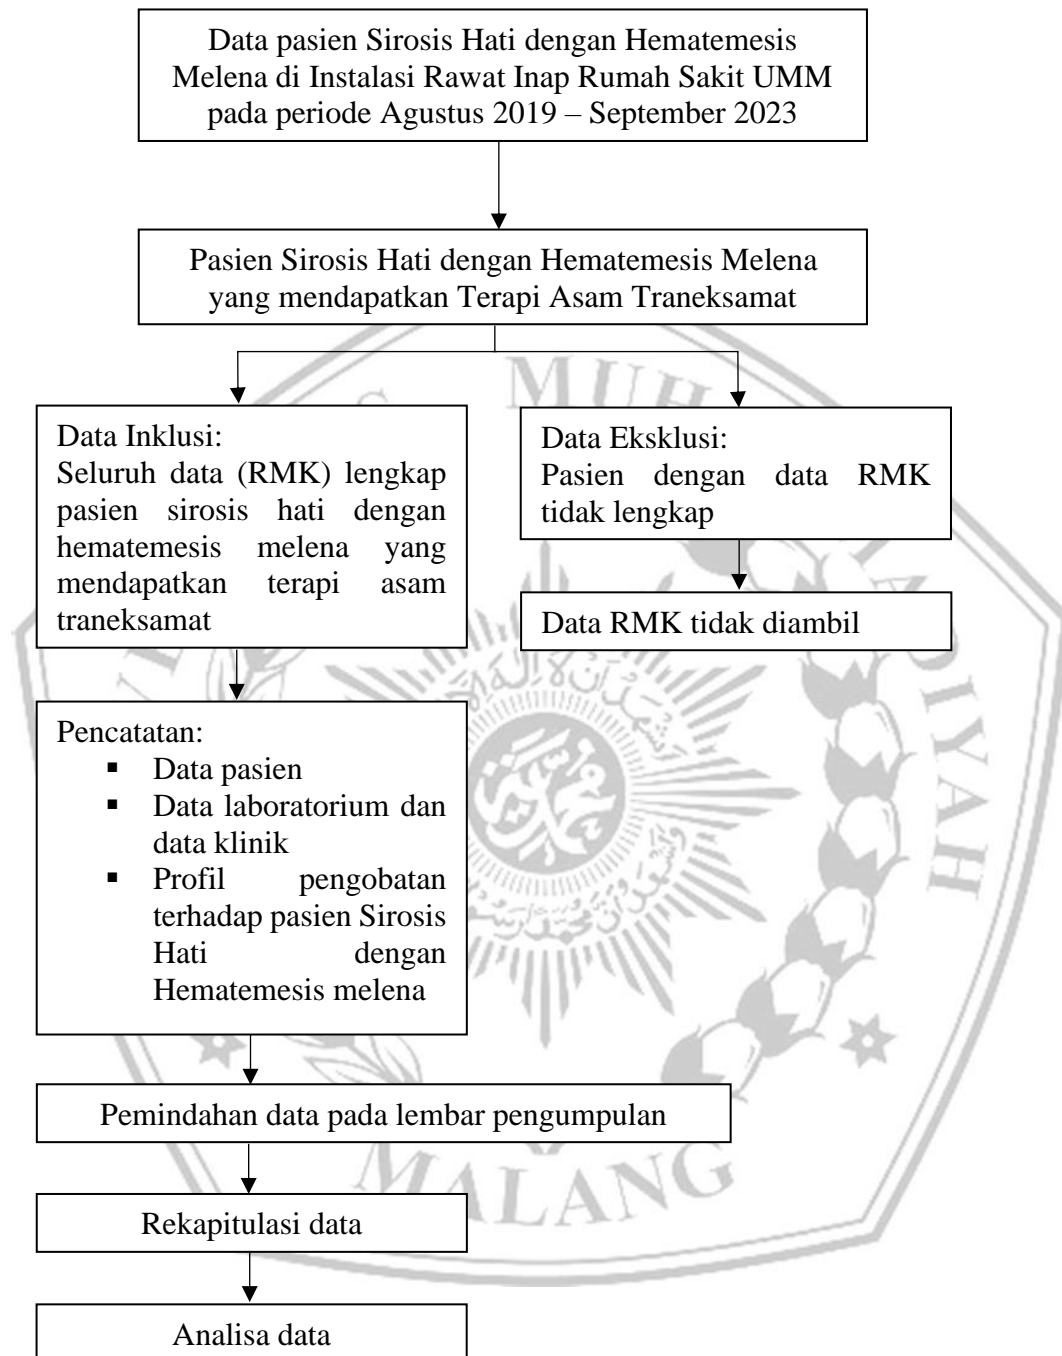 Data pasien Sirosis Hati dengan Hematemesis
Melena di Instalasi Rawat Inap Rumah Sakit UMM
pada periode Agustus 2019 – September 2023
Pasien Sirosis Hati dengan Hematemesis Melena
yang mendapatkan Terapi Asam Traneksamat
Data Inklusi:
Seluruh data (RMK) lengkap
pasien sirosis hati dengan
hematemesis melena yang
mendapatkan terapi asam
traneksamat
Data Eksklusi:
Pasien dengan data RMK
tidak lengkap
Data RMK tidak diambil
Pencatatan:
▪ Data pasien
▪ Data laboratorium dan
data klinik
▪ Profil pengobatan
terhadap pasien Sirosis
Hati dengan
Hematemesis melena
Pemindahan data pada lembar pengumpulan
Rekapitulasi data
Analisa data
MALANG